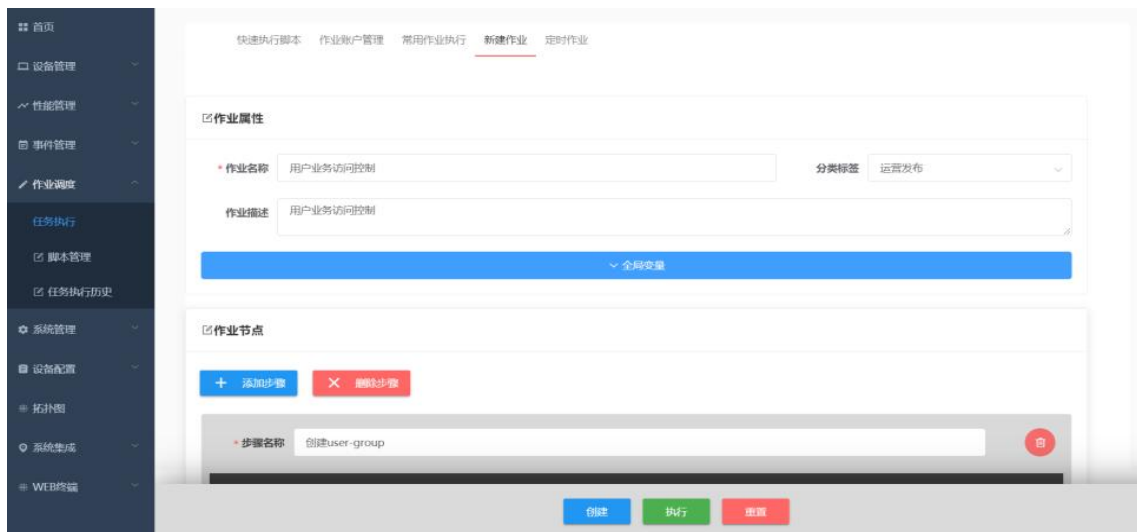 首页
设备管理
性能管理
事件管理
作业调度
任务执行
脚本管理
任务执行历史
系统管理
设备配置
拓扑图
系统集成
WEB终端
快速执行脚本 作业账户管理 常用作业执行 新建作业 定时作业
作业属性
* 作业名称 用户业务访问控制 分类标签 运营发布
作业描述 用户业务访问控制
全局变量
作业节点
添加步骤 删除步骤
* 步骤名称 创建user-group
创建 执行 重置